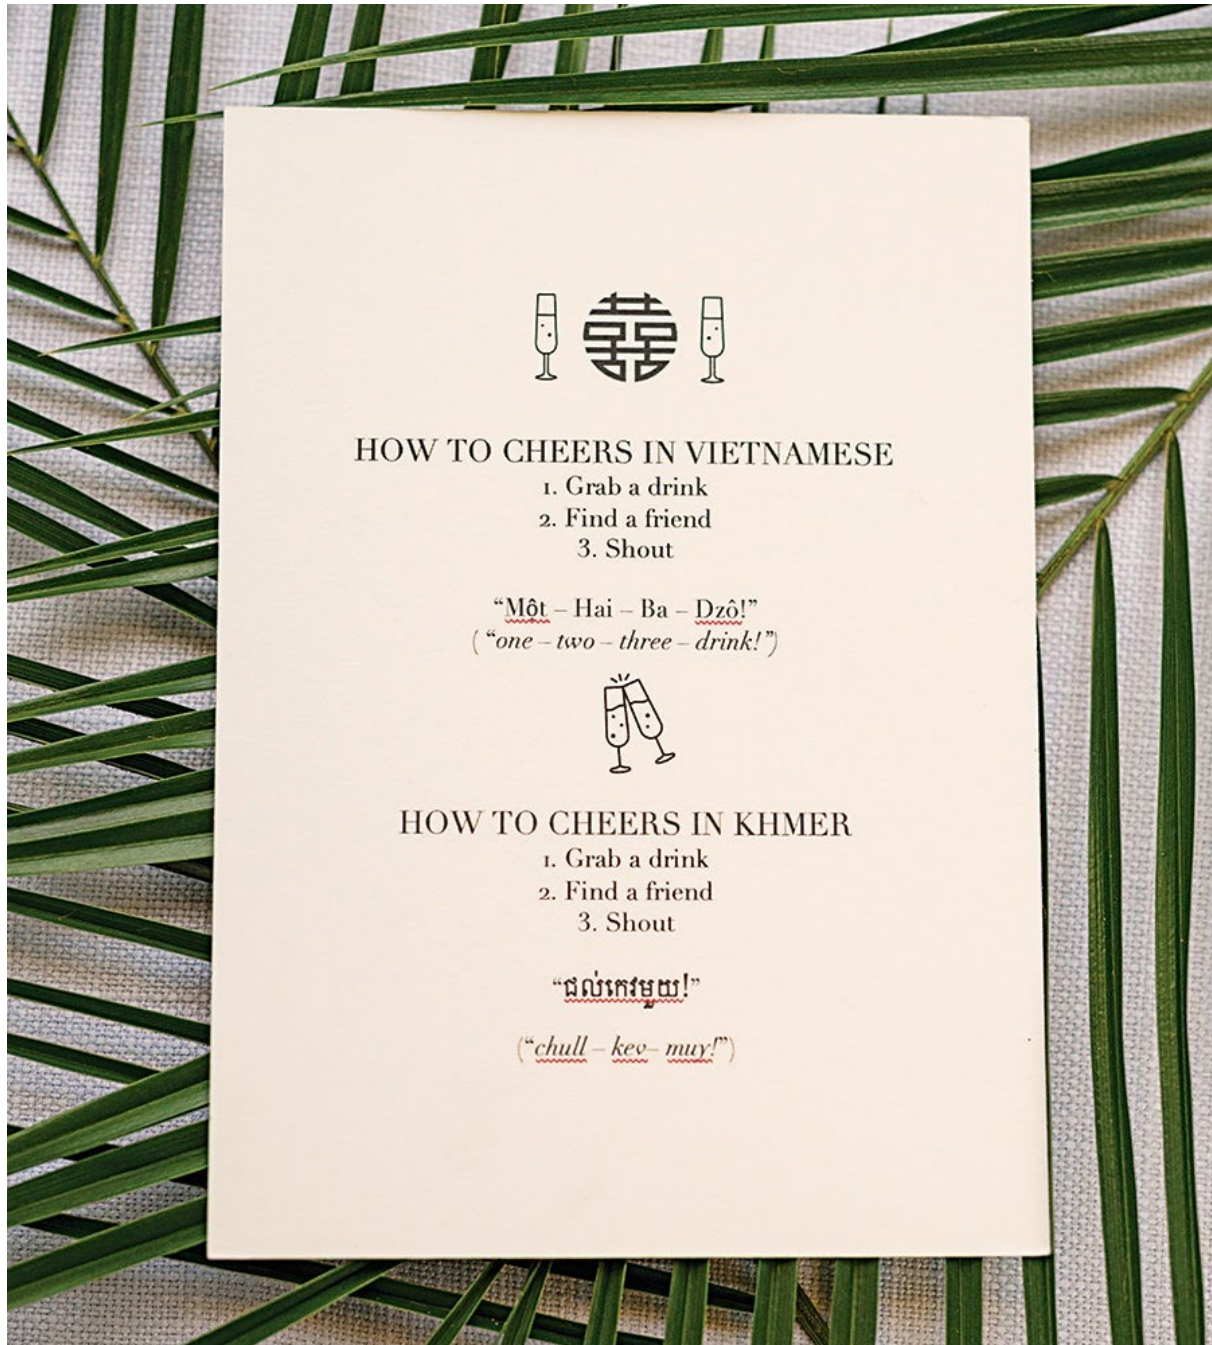 囍
HOW TO CHEERS IN VIETNAMESE
1. Grab a drink
2. Find a friend
3. Shout
“Một – Hai – Ba – Dzô!”
( “one – two – three – drink!”)
HOW TO CHEERS IN KHMER
1. Grab a drink
2. Find a friend
3. Shout
“ជល់កេវមួយ!”
(“chull – kev– muy!”)